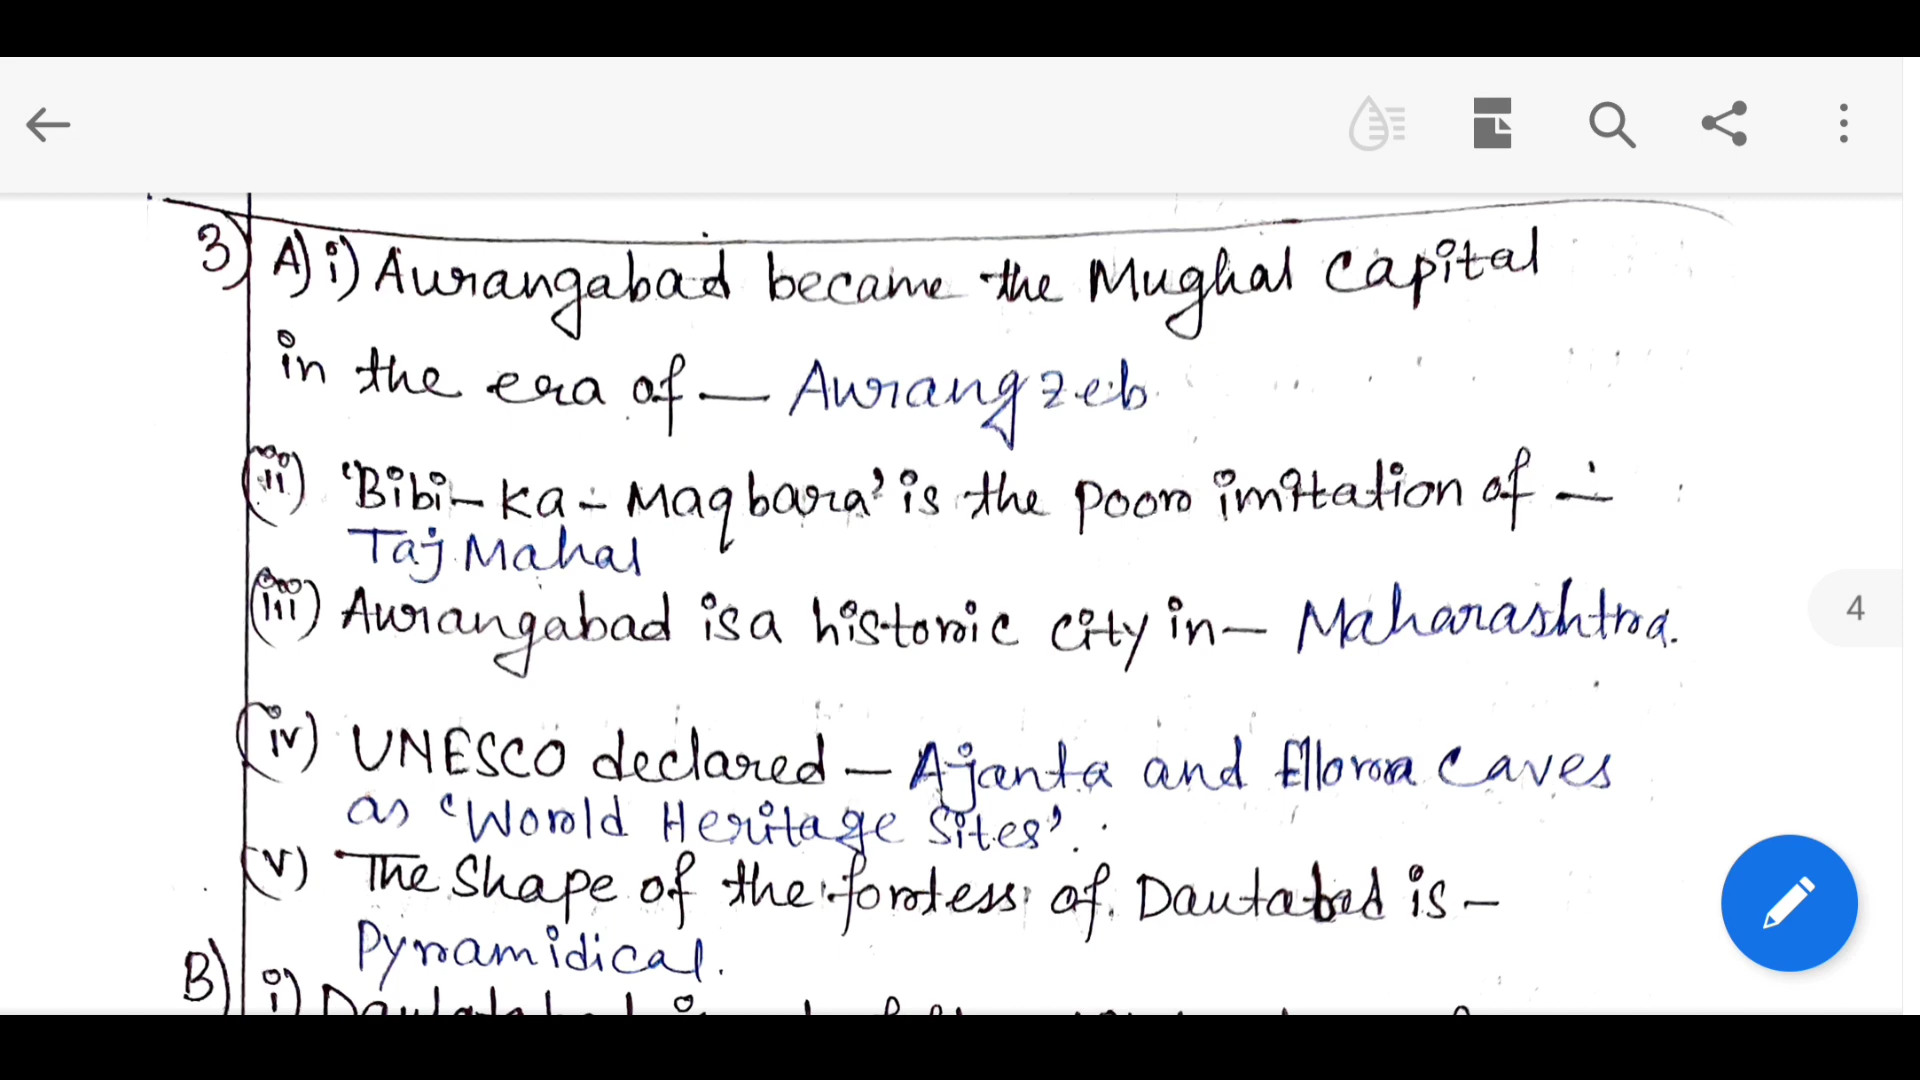 3) A) i) Aurangabad became the Mughal Capital
in the era of — Aurangzeb.
(ii) 'Bibi-ka-Maqbara' is the poor imitation of —
Taj Mahal
(iii) Aurangabad is a historic city in — Maharashtra.
4
(iv) UNESCO declared — Ajanta and Ellora Caves
as 'World Heritage Sites'.
(v) The Shape of the fortess of Dautabad is —
Pyramidical.
B) i)